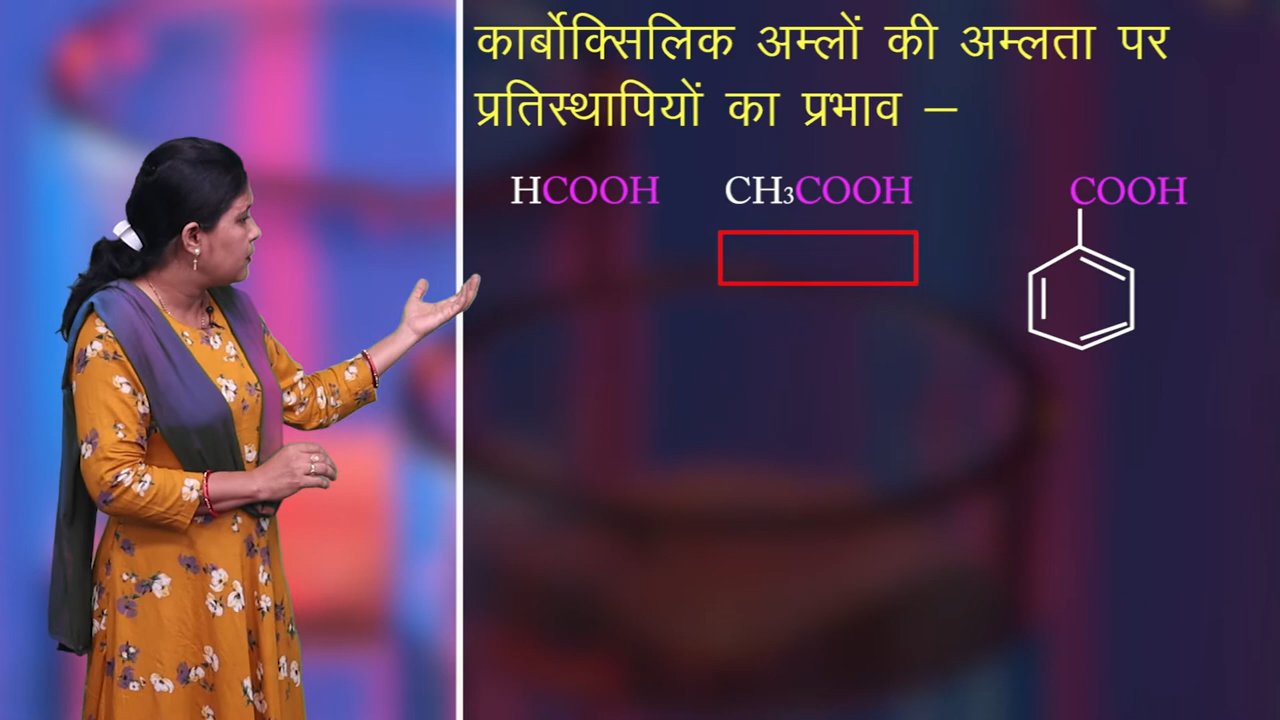 कार्बोक्सिलिक अम्लों की अम्लता पर
प्रतिस्थापियों का प्रभाव –
HCOOH CH₃COOH COOH